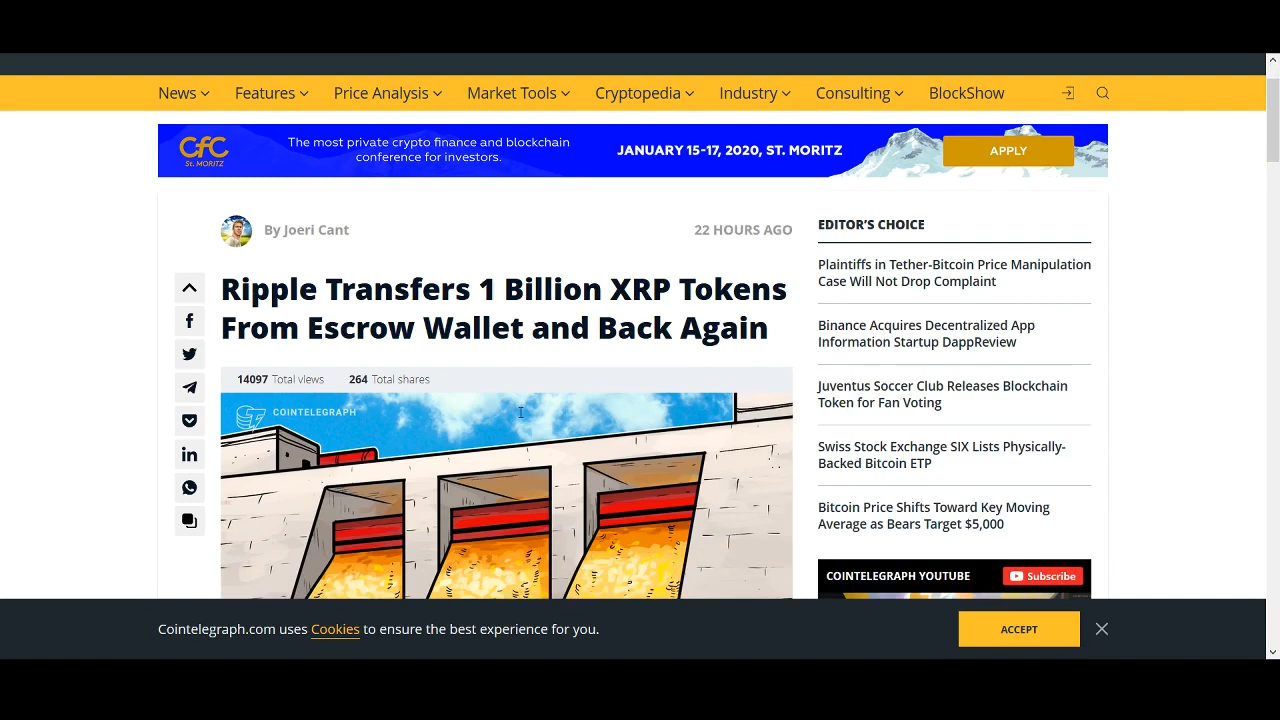 News Features Price Analysis Market Tools Cryptopedia Industry Consulting BlockShow
CfC
St. MORITZ
The most private crypto finance and blockchain
conference for investors.
JANUARY 15-17, 2020, ST. MORITZ
APPLY
By Joeri Cant
22 HOURS AGO
Ripple Transfers 1 Billion XRP Tokens
From Escrow Wallet and Back Again
14097 Total views 264 Total shares
COINTELEGRAPH
EDITOR'S CHOICE
Plaintiffs in Tether-Bitcoin Price Manipulation
Case Will Not Drop Complaint
Binance Acquires Decentralized App
Information Startup DappReview
Juventus Soccer Club Releases Blockchain
Token for Fan Voting
Swiss Stock Exchange SIX Lists Physically-
Backed Bitcoin ETP
Bitcoin Price Shifts Toward Key Moving
Average as Bears Target $5,000
COINTELEGRAPH YOUTUBE
Subscribe
Cointelegraph.com uses Cookies to ensure the best experience for you.
ACCEPT